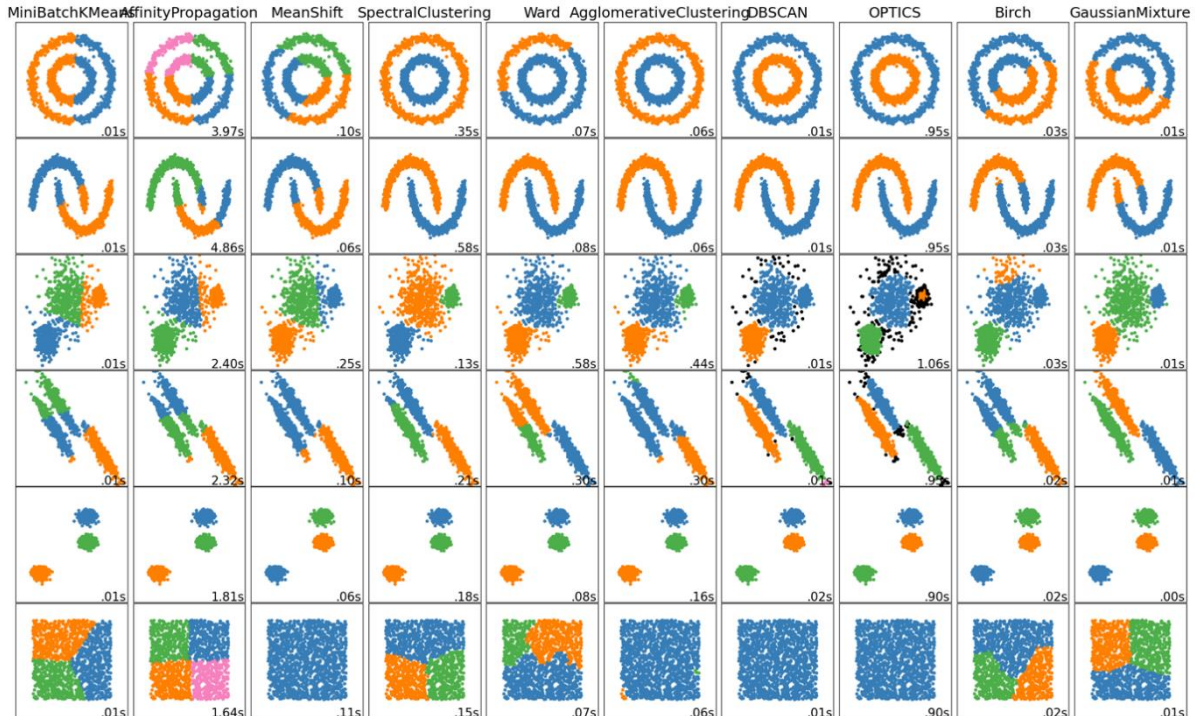 MiniBatchKMeans AffinityPropagation MeanShift SpectralClustering Ward AgglomerativeClustering DBSCAN OPTICS Birch GaussianMixture
.01s 3.97s .10s .35s .07s .06s .01s .95s .03s .01s
.01s 4.86s .06s .58s .08s .06s .01s .95s .03s .01s
.01s 2.40s .25s .13s .58s .44s .01s 1.06s .03s .01s
.01s 2.32s .10s .21s .30s .30s .01s .02s .01s
.01s 1.81s .06s .18s .08s .16s .02s .90s .02s .00s
.01s 1.64s .11s .15s .07s .06s .01s .90s .02s .01s